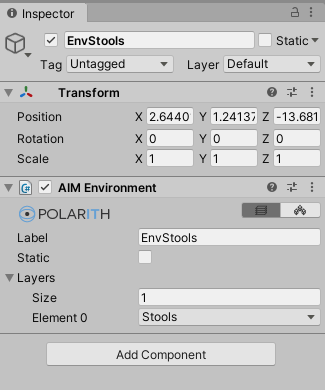 Inspector
EnvStools Static
Tag Untagged Layer Default
Transform
Position X 2.6440 Y 1.24137 Z -13.681
Rotation X 0 Y 0 Z 0
Scale X 1 Y 1 Z 1
AIM Environment
POLARITH
Label EnvStools
Static
Layers
Size 1
Element 0 Stools
Add Component